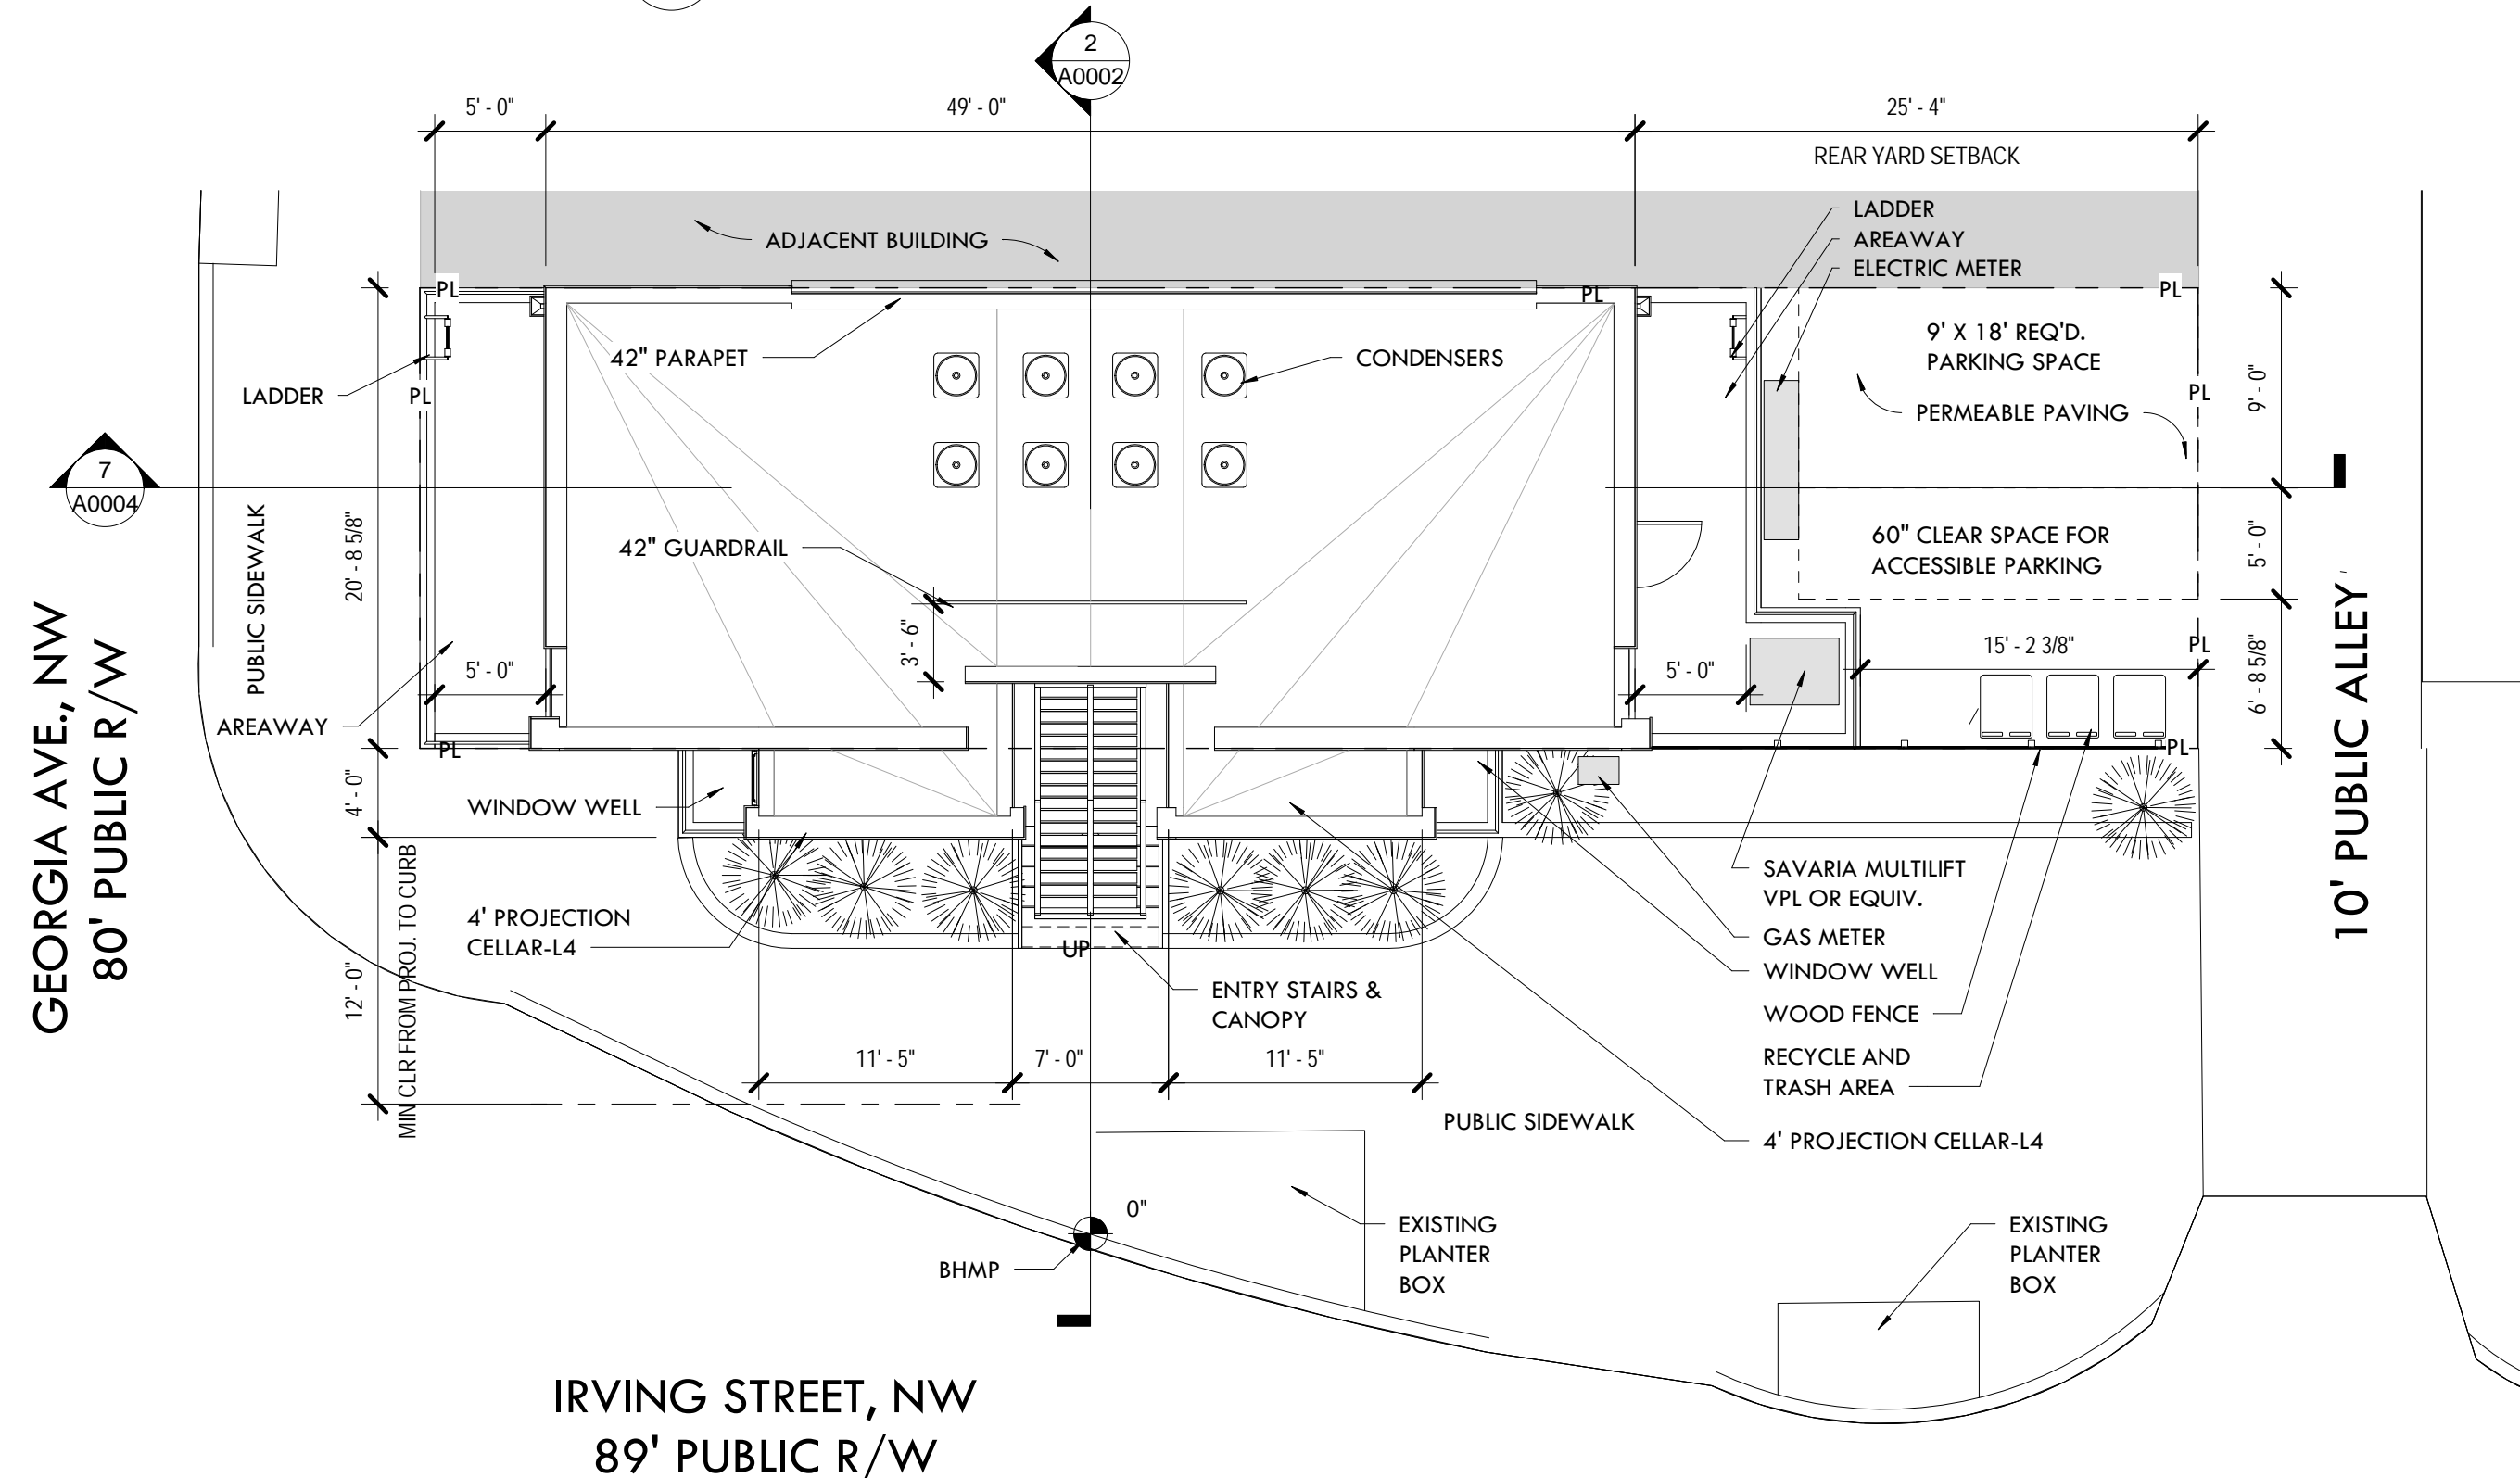 2
A0002
5' - 0"
49' - 0"
25' - 4"
REAR YARD SETBACK
ADJACENT BUILDING
LADDER
AREAWAY
ELECTRIC METER
PL
PL
PL
9' X 18' REQ'D.
PARKING SPACE
42" PARAPET
CONDENSERS
LADDER
PL
PL
9' - 0"
PERMEABLE PAVING
7
A0004
PUBLIC SIDEWALK
20' - 8 5/8"
42" GUARDRAIL
60" CLEAR SPACE FOR
ACCESSIBLE PARKING
5' - 0"
GEORGIA AVE., NW
80' PUBLIC R/W
10' PUBLIC ALLEY
3' - 6"
5' - 0"
5' - 0"
15' - 2 3/8"
PL
6' - 8 5/8"
AREAWAY
PL
PL
4' - 0"
WINDOW WELL
SAVARIA MULTILIFT
VPL OR EQUIV.
4' PROJECTION
CELLAR-L4
GAS METER
UP
WINDOW WELL
12' - 0"
MIN CLR FROM PROJ. TO CURB
ENTRY STAIRS &
CANOPY
WOOD FENCE
11' - 5"
7' - 0"
11' - 5"
RECYCLE AND
TRASH AREA
PUBLIC SIDEWALK
4' PROJECTION CELLAR-L4
0"
BHMP
EXISTING
PLANTER
BOX
EXISTING
PLANTER
BOX
IRVING STREET, NW
89' PUBLIC R/W